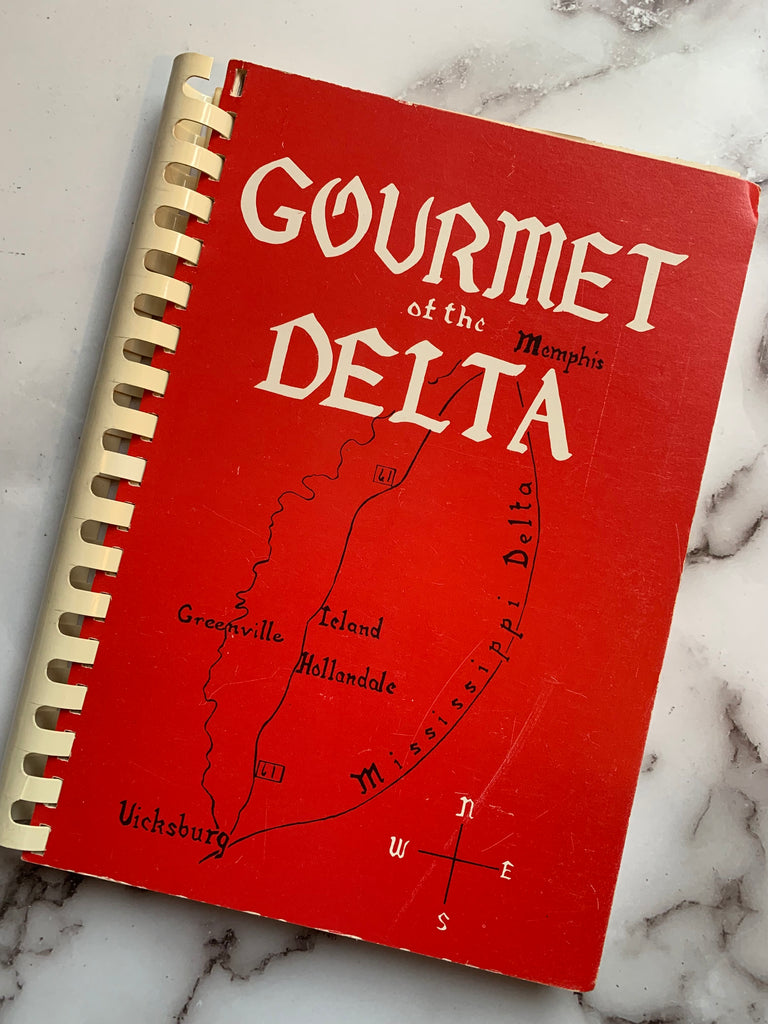 GOURMET
of the
DELTA
Memphis
61
Mississippi Delta
Greenville
Leland
Hollandale
61
Vicksburg
N
W
E
S